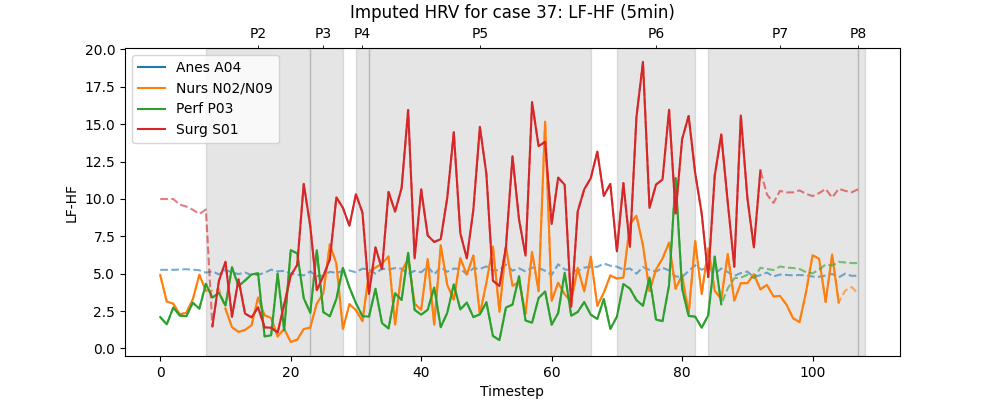 Imputed HRV for case 37: LF-HF (5min)
P2 P3 P4 P5 P6 P7 P8
20.0
17.5
15.0
12.5
10.0
7.5
5.0
2.5
0.0
LF-HF
Anes A04
Nurs N02/N09
Perf P03
Surg S01
0 20 40 60 80 100
Timestep